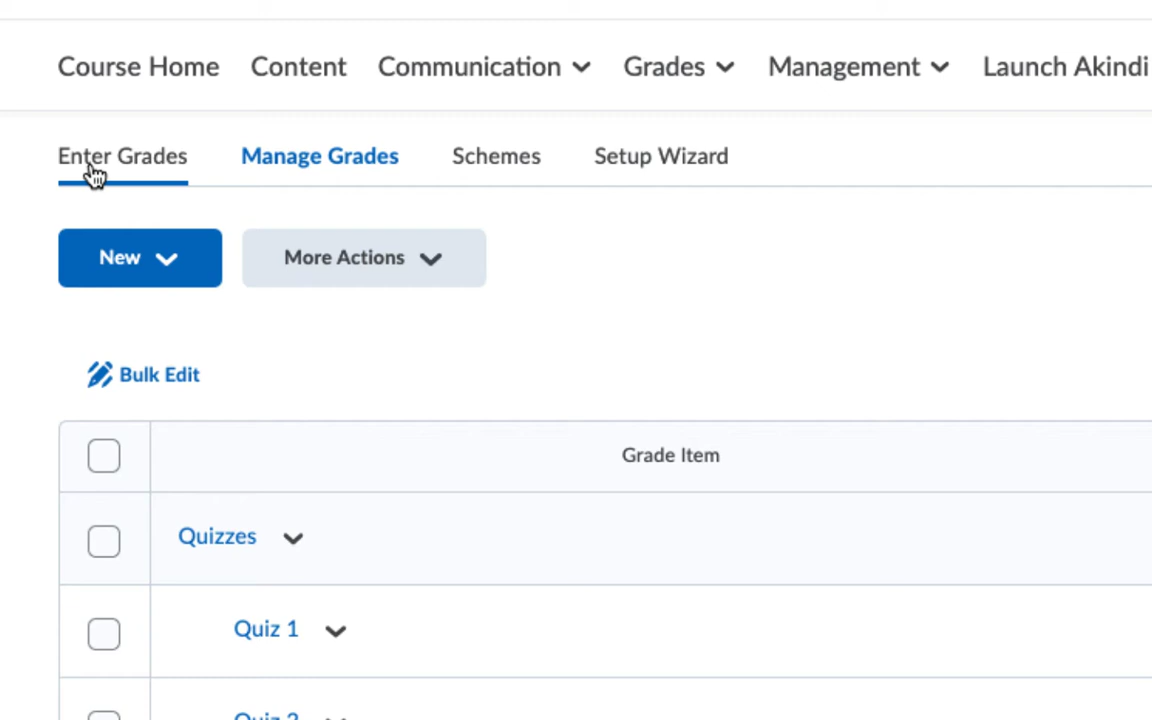 Course Home Content Communication Grades Management Launch Akindi
Enter Grades Manage Grades Schemes Setup Wizard
New More Actions
Bulk Edit
Grade Item
Quizzes
Quiz 1
Quiz 2